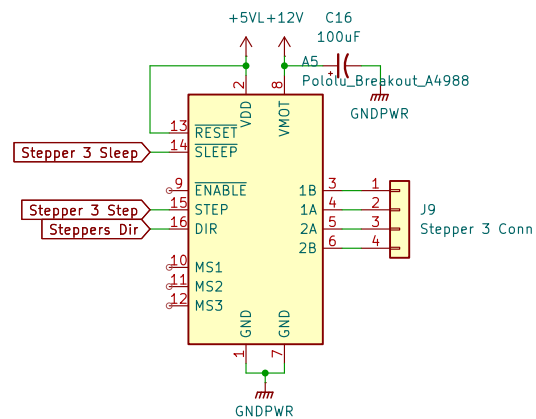 +5VL +12V C16
100uF
A5
Pololu_Breakout_A4988
GNDPWR
2 8
VDD VMOT
13 RESET
Stepper 3 Sleep 14 SLEEP
9 ENABLE 1B 3 1
Stepper 3 Step 15 STEP 1A 4 2 J9
Steppers Dir 16 DIR 2A 5 3 Stepper 3 Conn
2B 6 4
10 MS1
11 MS2
12 MS3
GND GND
1 7
GNDPWR